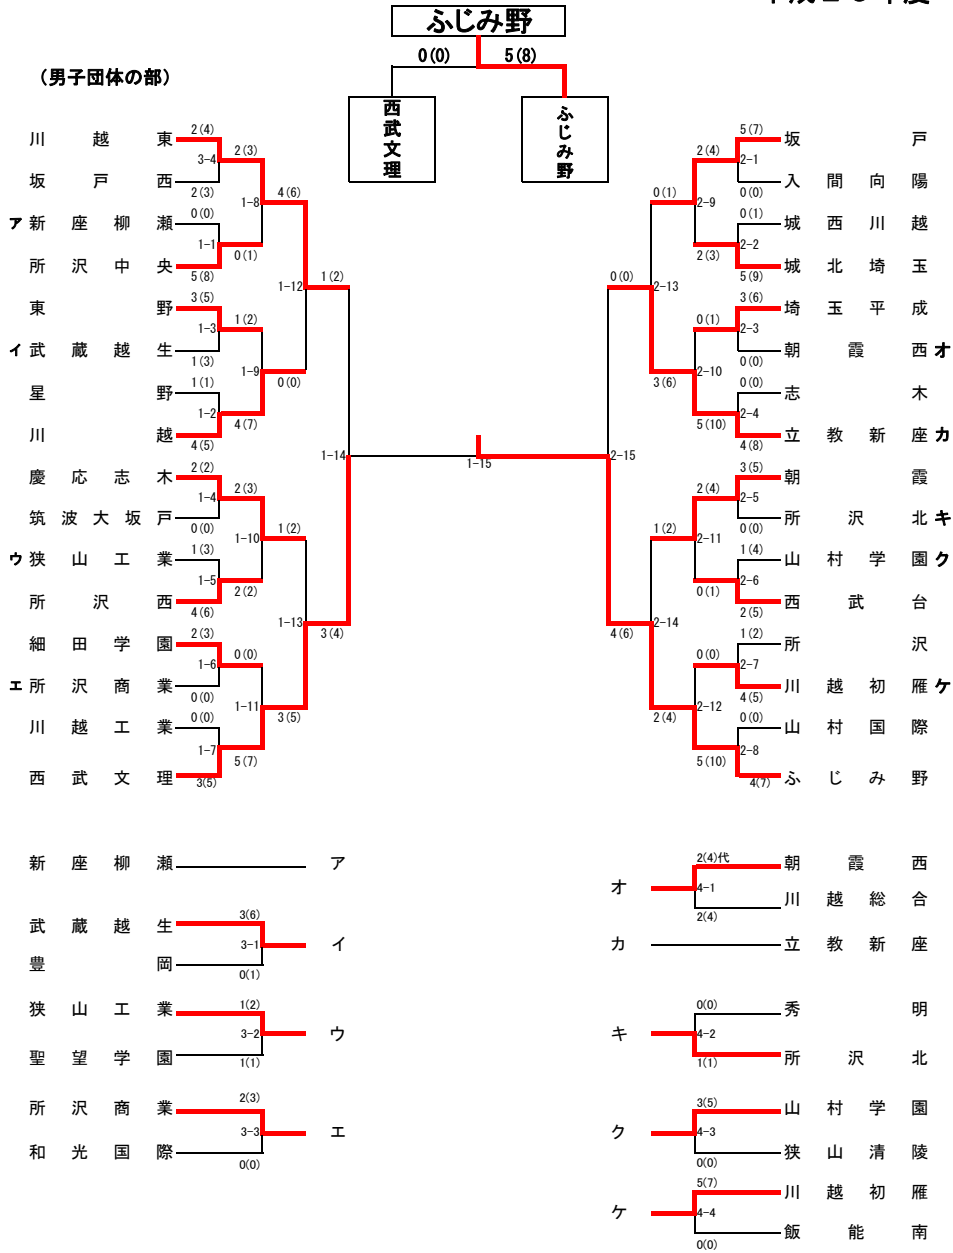 平成２８年度
ふじみ野
0(0) 5(8)
（男子団体の部）
西武文理 ふじみ野
川越東 2(4)
3-4 2(3)
坂戸西 2(3)
1-8 4(6)
ア 新座柳瀬 0(0)
1-1 0(1)
所沢中央 5(8)
1-12 1(2)
東野 3(5)
1-3 1(2)
イ 武蔵越生 1(3)
1-9 0(0)
星野 1(1)
1-2 4(7)
川越 4(5)
1-14
慶応志木 2(2)
1-4 2(3)
筑波大坂戸 0(0)
1-10 1(2)
ウ 狭山工業 1(3)
1-5 2(2)
所沢西 4(6)
1-13 3(4)
細田学園 2(3)
1-6 0(0)
エ 所沢商業 0(0)
1-11 3(5)
川越工業 0(0)
1-7 5(7)
西武文理 3(5)
1-15
5(7) 坂戸
2(4) 2-1
0(0) 入間向陽
0(1) 2-9
0(1) 城西川越
2(3) 2-2
5(9) 城北埼玉
0(0) 2-13
3(6) 埼玉平成
0(1) 2-3
0(0) 朝霞西 オ
3(6) 2-10
0(0) 志木
5(10) 2-4
4(8) 立教新座 カ
2-15
3(5) 朝霞
2(4) 2-5
0(0) 所沢北 キ
1(2) 2-11
1(4) 山村学園 ク
0(1) 2-6
2(5) 西武台
4(6) 2-14
1(2) 所沢
0(0) 2-7
4(5) 川越初雁 ケ
2(4) 2-12
0(0) 山村国際
5(10) 2-8
4(7) ふじみ野
新座柳瀬 ア
武蔵越生 3(6)
3-1 イ
豊岡 0(1)
狭山工業 1(2)
3-2 ウ
聖望学園 1(1)
所沢商業 2(3)
3-3 エ
和光国際 0(0)
2(4)代 朝霞西
オ 4-1
2(4) 川越総合
カ 立教新座
0(0) 秀明
キ 4-2
1(1) 所沢北
3(5) 山村学園
ク 4-3
0(0) 狭山清陵
5(7) 川越初雁
ケ 4-4
0(0) 飯能南